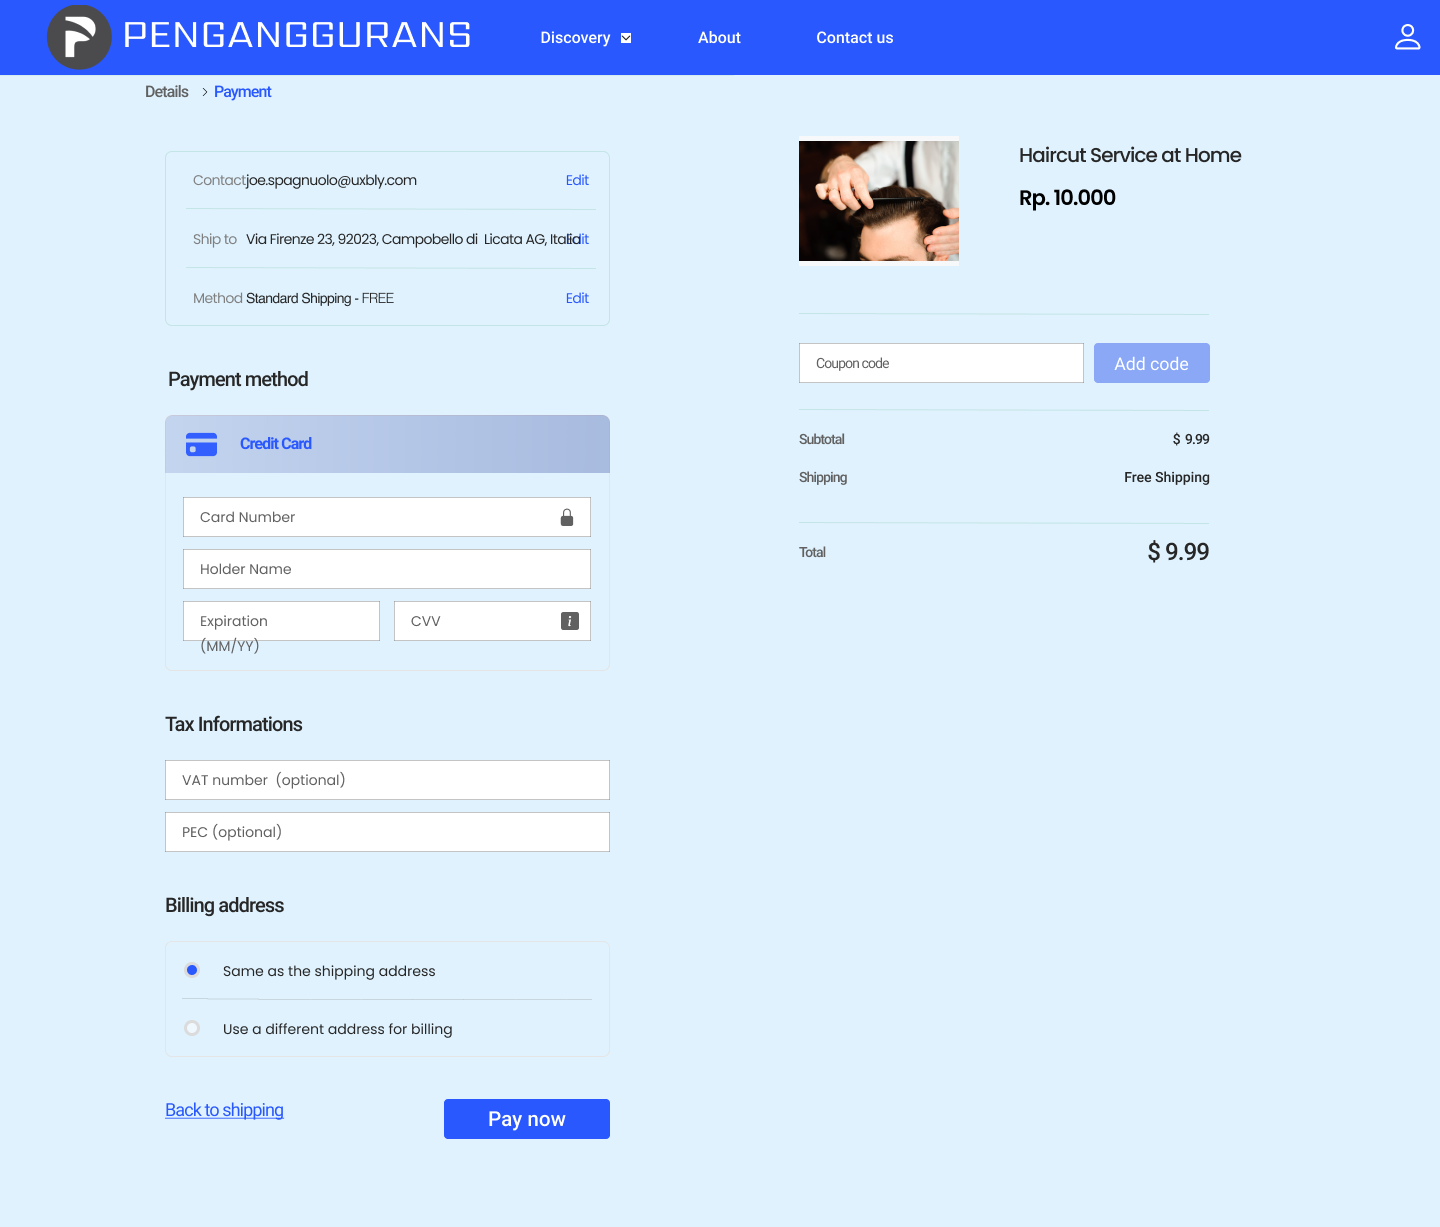 PENGANGGURANS
Discovery
About
Contact us
Details > Payment
Contact joe.spagnuolo@uxbly.com Edit
Ship to Via Firenze 23, 92023, Campobello di Licata AG, Italia Edit
Method Standard Shipping - FREE Edit
Payment method
Credit Card
Card Number
Holder Name
Expiration
(MM/YY)
CVV
Tax Informations
VAT number (optional)
PEC (optional)
Billing address
Same as the shipping address
Use a different address for billing
Back to shipping
Pay now
Haircut Service at Home
Rp. 10.000
Coupon code
Add code
Subtotal $ 9.99
Shipping Free Shipping
Total $ 9.99